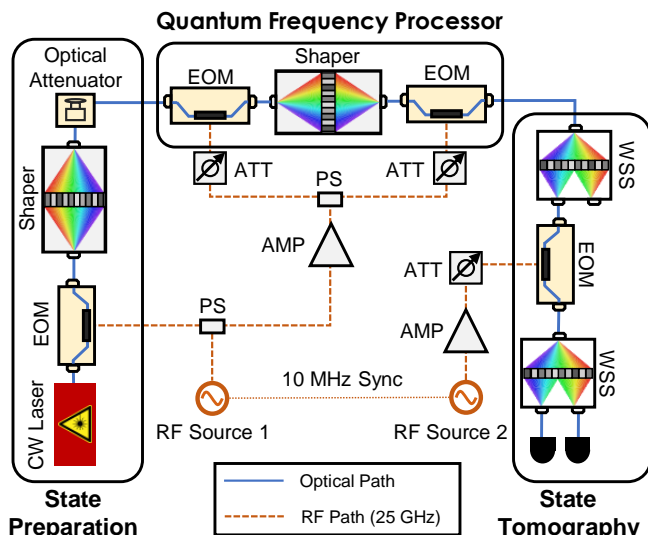 Quantum Frequency Processor
Optical
Attenuator
Shaper
EOM
EOM
Shaper
WSS
ATT
ATT
PS
AMP
ATT
EOM
EOM
PS
AMP
WSS
CW Laser
10 MHz Sync
RF Source 1
RF Source 2
Optical Path
RF Path (25 GHz)
State
Preparation
State
Tomography